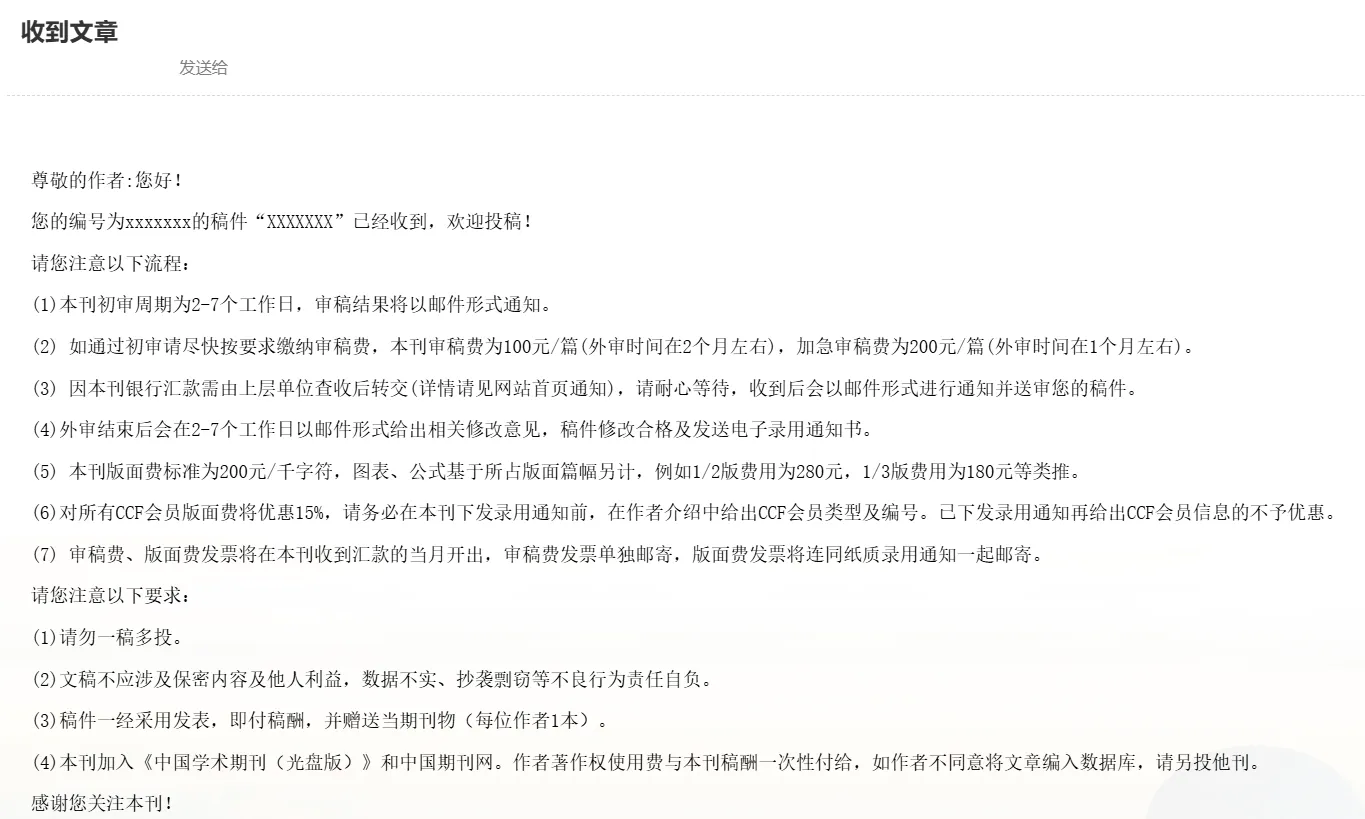 收到文章
发送给
尊敬的作者:您好!
您的编号为xxxxxxx的稿件“XXXXXXX”已经收到，欢迎投稿!
请您注意以下流程:
(1)本刊初审周期为2-7个工作日，审稿结果将以邮件形式通知。
(2) 如通过初审请尽快按要求缴纳审稿费，本刊审稿费为100元/篇(外审时间在2个月左右)，加急审稿费为200元/篇(外审时间在1个月左右)。
(3) 因本刊银行汇款需由上层单位查收后转交(详情请见网站首页通知)，请耐心等待，收到后会以邮件形式进行通知并送审您的稿件。
(4)外审结束后会在2-7个工作日以邮件形式给出相关修改意见，稿件修改合格及发送电子录用通知书。
(5) 本刊版面费标准为200元/千字符，图表、公式基于所占版面篇幅另计，例如1/2版费用为280元，1/3版费用为180元等类推。
(6)对所有CCF会员版面费将优惠15%，请务必在本刊下发录用通知前，在作者介绍中给出CCF会员类型及编号。已下发录用通知再给出CCF会员信息的不予优惠。
(7) 审稿费、版面费发票将在本刊收到汇款的当月开出，审稿费发票单独邮寄，版面费发票将连同纸质录用通知一起邮寄。
请您注意以下要求:
(1)请勿一稿多投。
(2)文稿不应涉及保密内容及他人利益，数据不实、抄袭剽窃等不良行为责任自负。
(3)稿件一经采用发表，即付稿酬，并赠送当期刊物（每位作者1本）。
(4)本刊加入《中国学术期刊（光盘版）》和中国期刊网。作者著作权使用费与本刊稿酬一次性付给，如作者不同意将文章编入数据库，请另投他刊。
感谢您关注本刊!